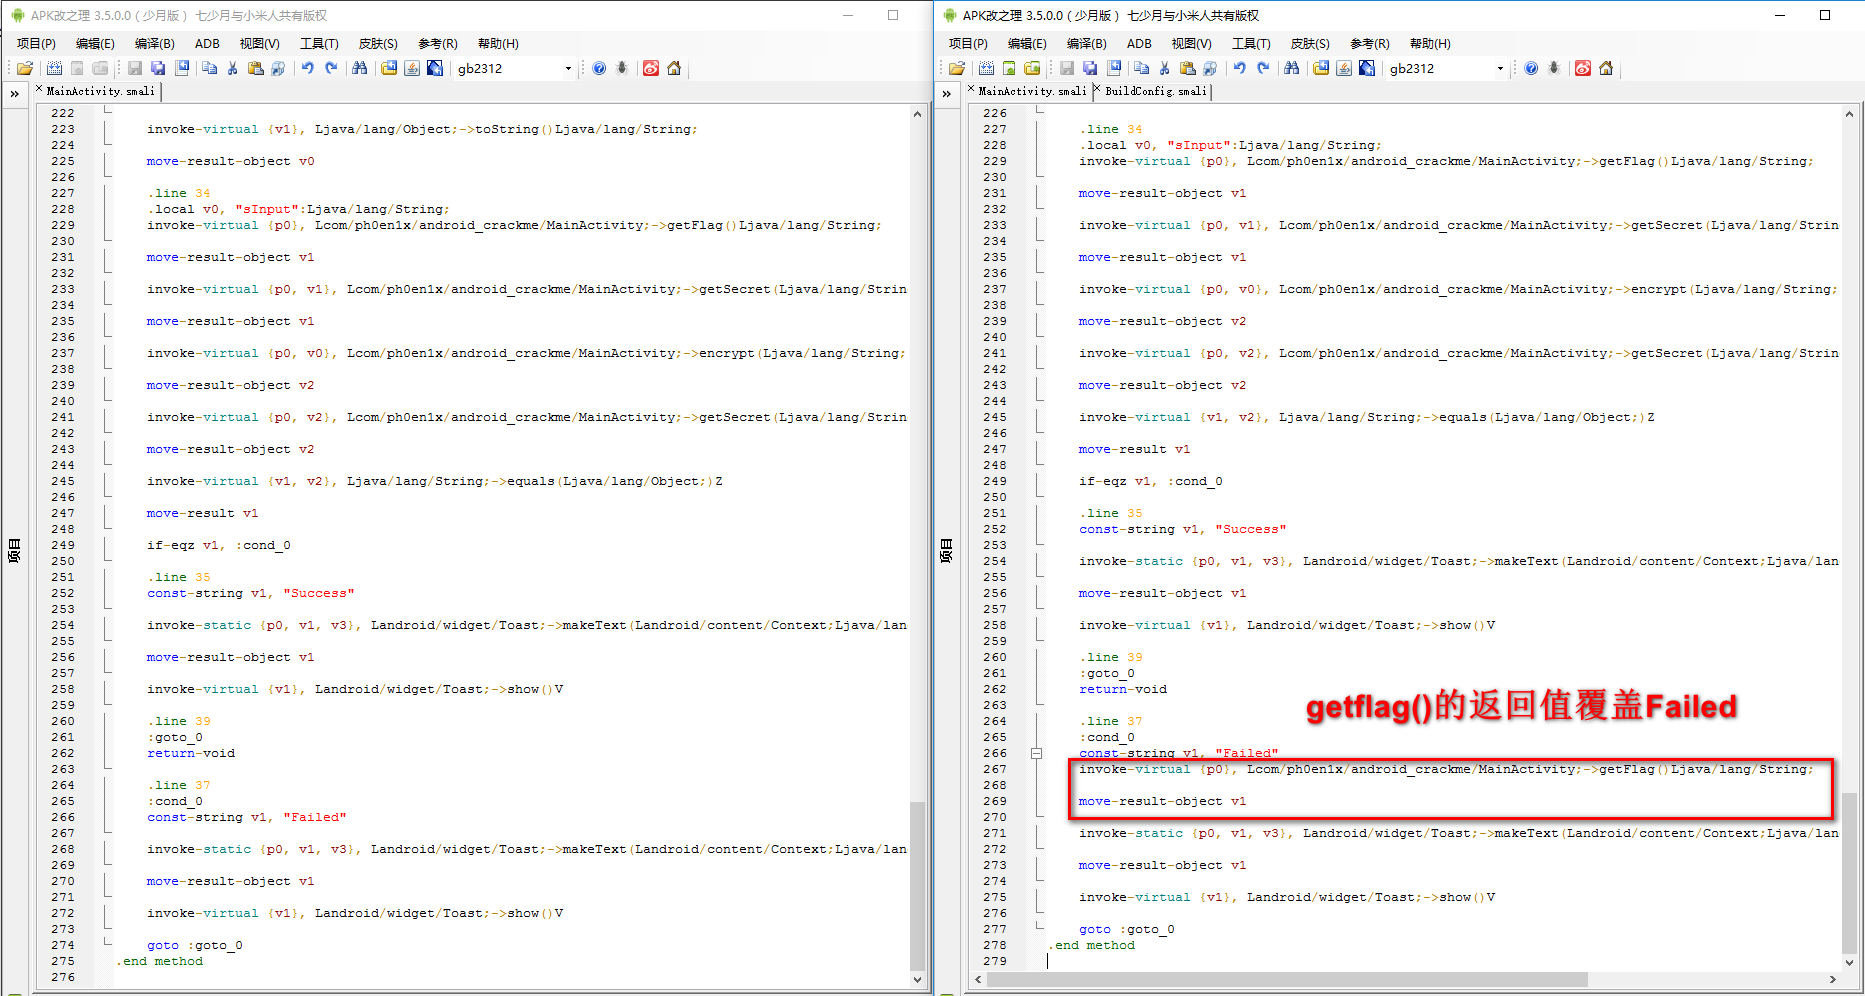 APK改之理 3.5.0.0（少月版） 七少月与小米人共有版权
项目(P) 编辑(E) 编译(B) ADB 视图(V) 工具(T) 皮肤(S) 参考(R) 帮助(H)
gb2312
MainActivity.smali
项目
222
223 invoke-virtual {v1}, Ljava/lang/Object;->toString()Ljava/lang/String;
224
225 move-result-object v0
226
227 .line 34
228 .local v0, "sInput":Ljava/lang/String;
229 invoke-virtual {p0}, Lcom/ph0en1x/android_crackme/MainActivity;->getFlag()Ljava/lang/String;
230
231 move-result-object v1
232
233 invoke-virtual {p0, v1}, Lcom/ph0en1x/android_crackme/MainActivity;->getSecret(Ljava/lang/Strin
234
235 move-result-object v1
236
237 invoke-virtual {p0, v0}, Lcom/ph0en1x/android_crackme/MainActivity;->encrypt(Ljava/lang/String;
238
239 move-result-object v2
240
241 invoke-virtual {p0, v2}, Lcom/ph0en1x/android_crackme/MainActivity;->getSecret(Ljava/lang/Strin
242
243 move-result-object v2
244
245 invoke-virtual {v1, v2}, Ljava/lang/String;->equals(Ljava/lang/Object;)Z
246
247 move-result v1
248
249 if-eqz v1, :cond_0
250
251 .line 35
252 const-string v1, "Success"
253
254 invoke-static {p0, v1, v3}, Landroid/widget/Toast;->makeText(Landroid/content/Context;Ljava/lan
255
256 move-result-object v1
257
258 invoke-virtual {v1}, Landroid/widget/Toast;->show()V
259
260 .line 39
261 :goto_0
262 return-void
263
264 .line 37
265 :cond_0
266 const-string v1, "Failed"
267
268 invoke-static {p0, v1, v3}, Landroid/widget/Toast;->makeText(Landroid/content/Context;Ljava/lan
269
270 move-result-object v1
271
272 invoke-virtual {v1}, Landroid/widget/Toast;->show()V
273
274 goto :goto_0
275 .end method
276
APK改之理 3.5.0.0（少月版） 七少月与小米人共有版权
项目(P) 编辑(E) 编译(B) ADB 视图(V) 工具(T) 皮肤(S) 参考(R) 帮助(H)
gb2312
MainActivity.smali BuildConfig.smali
项目
226
227 .line 34
228 .local v0, "sInput":Ljava/lang/String;
229 invoke-virtual {p0}, Lcom/ph0en1x/android_crackme/MainActivity;->getFlag()Ljava/lang/String;
230
231 move-result-object v1
232
233 invoke-virtual {p0, v1}, Lcom/ph0en1x/android_crackme/MainActivity;->getSecret(Ljava/lang/Strin
234
235 move-result-object v1
236
237 invoke-virtual {p0, v0}, Lcom/ph0en1x/android_crackme/MainActivity;->encrypt(Ljava/lang/String;
238
239 move-result-object v2
240
241 invoke-virtual {p0, v2}, Lcom/ph0en1x/android_crackme/MainActivity;->getSecret(Ljava/lang/Strin
242
243 move-result-object v2
244
245 invoke-virtual {v1, v2}, Ljava/lang/String;->equals(Ljava/lang/Object;)Z
246
247 move-result v1
248
249 if-eqz v1, :cond_0
250
251 .line 35
252 const-string v1, "Success"
253
254 invoke-static {p0, v1, v3}, Landroid/widget/Toast;->makeText(Landroid/content/Context;Ljava/lan
255
256 move-result-object v1
257
258 invoke-virtual {v1}, Landroid/widget/Toast;->show()V
259
260 .line 39
261 :goto_0
262 return-void
263
getflag()的返回值覆盖Failed
264 .line 37
265 :cond_0
266 const-string v1, "Failed"
267 invoke-virtual {p0}, Lcom/ph0en1x/android_crackme/MainActivity;->getFlag()Ljava/lang/String;
268
269 move-result-object v1
270
271 invoke-static {p0, v1, v3}, Landroid/widget/Toast;->makeText(Landroid/content/Context;Ljava/lan
272
273 move-result-object v1
274
275 invoke-virtual {v1}, Landroid/widget/Toast;->show()V
276
277 goto :goto_0
278 .end method
279